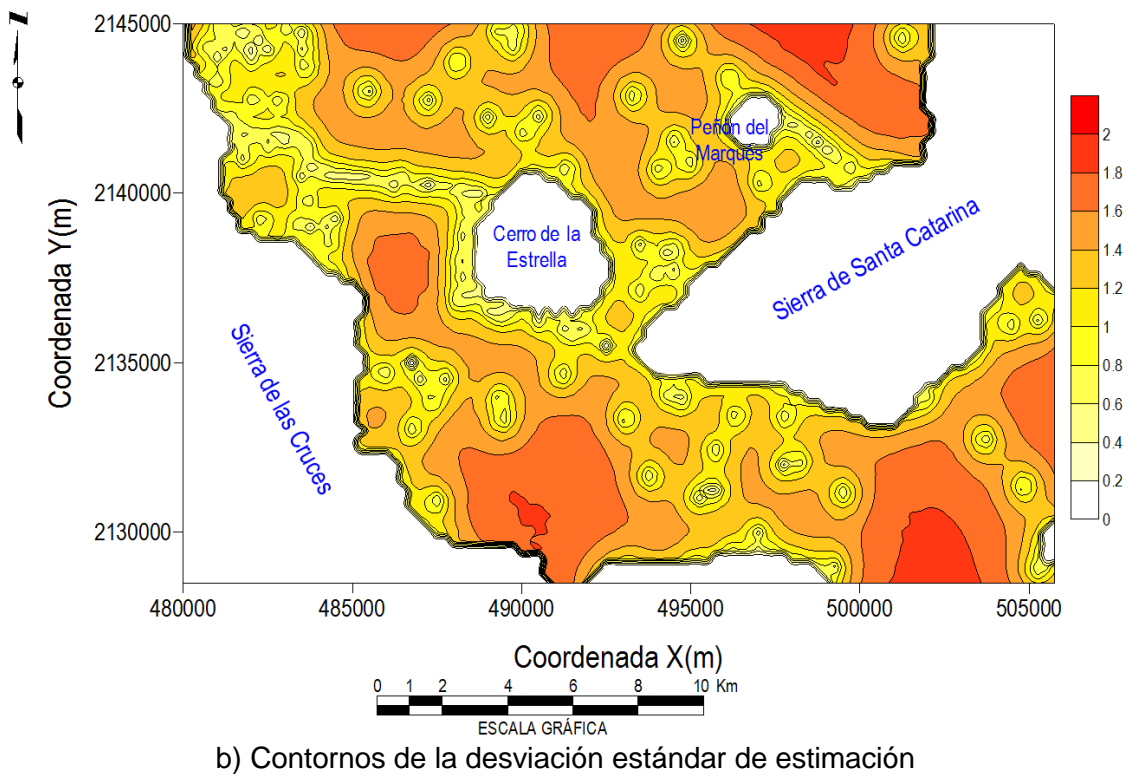 N
2145000
2140000
2135000
2130000
Coordenada Y(m)
Peñón del
Marqués
Cerro de la
Estrella
Sierra de Santa Catarina
Sierra de las Cruces
2
1.8
1.6
1.4
1.2
1
0.8
0.6
0.4
0.2
0
480000 485000 490000 495000 500000 505000
Coordenada X(m)
0 1 2 4 6 8 10 Km
ESCALA GRÁFICA
b) Contornos de la desviación estándar de estimación